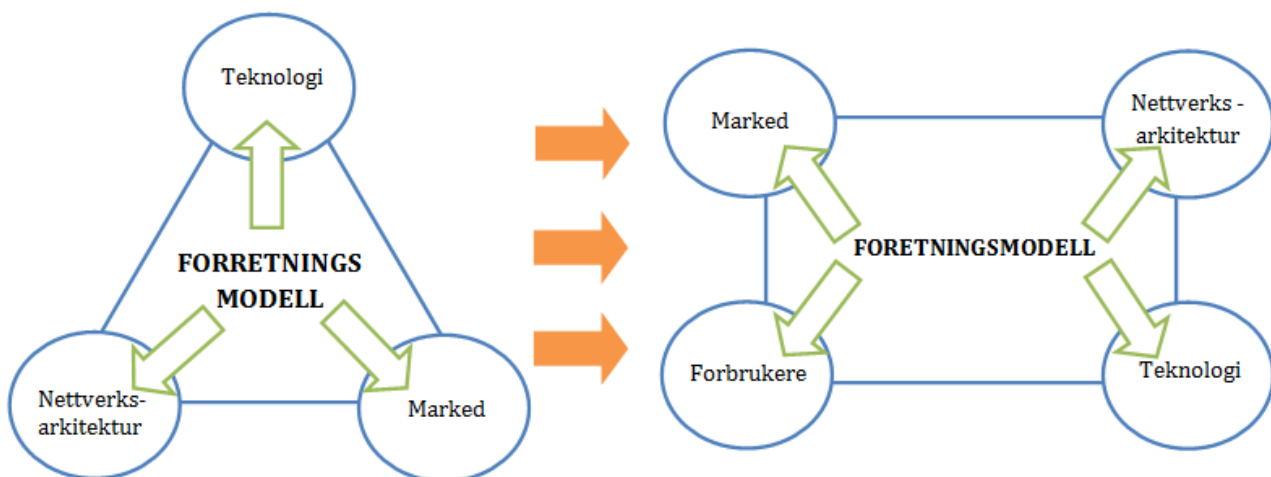 Teknologi
FORRETNINGS
MODELL
Nettverks-
arkitektur
Marked
Marked
Nettverks -
arkitektur
FORETNINGSMODELL
Forbrukere
Teknologi